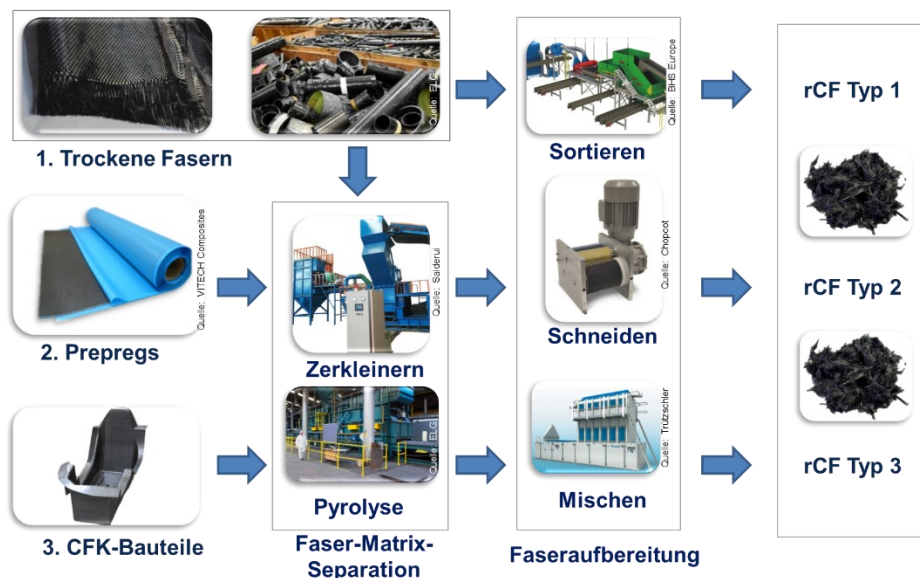 Quelle: ELG
Quelle: BHS Europe
1. Trockene Fasern
Sortieren
rCF Typ 1
Quelle: VITECH Composites
Quelle: Saiderui
Quelle: Chopcot
2. Prepregs
Zerkleinern
Schneiden
rCF Typ 2
Quelle: ELG
Quelle: Trutzschler
3. CFK-Bauteile
Pyrolyse
Mischen
rCF Typ 3
Faser-Matrix-
Separation
Faseraufbereitung